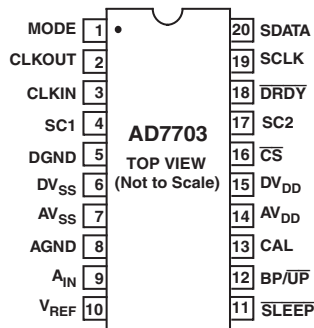 MODE 1
CLKOUT 2
CLKIN 3
SC1 4
DGND 5
DVSS 6
AVSS 7
AGND 8
AIN 9
VREF 10
AD7703
TOP VIEW
(Not to Scale)
20 SDATA
19 SCLK
18 DRDY
17 SC2
16 CS
15 DVDD
14 AVDD
13 CAL
12 BP/UP
11 SLEEP